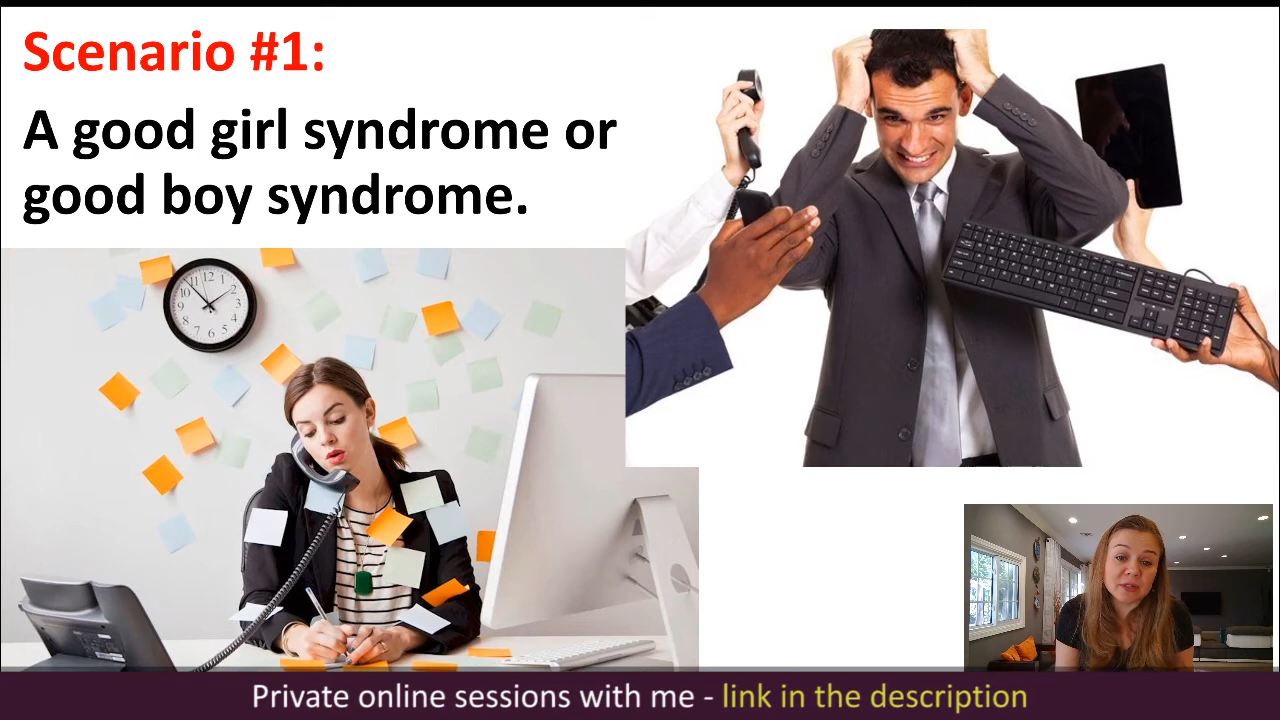 Scenario #1:
A good girl syndrome or
good boy syndrome.
Private online sessions with me - link in the description